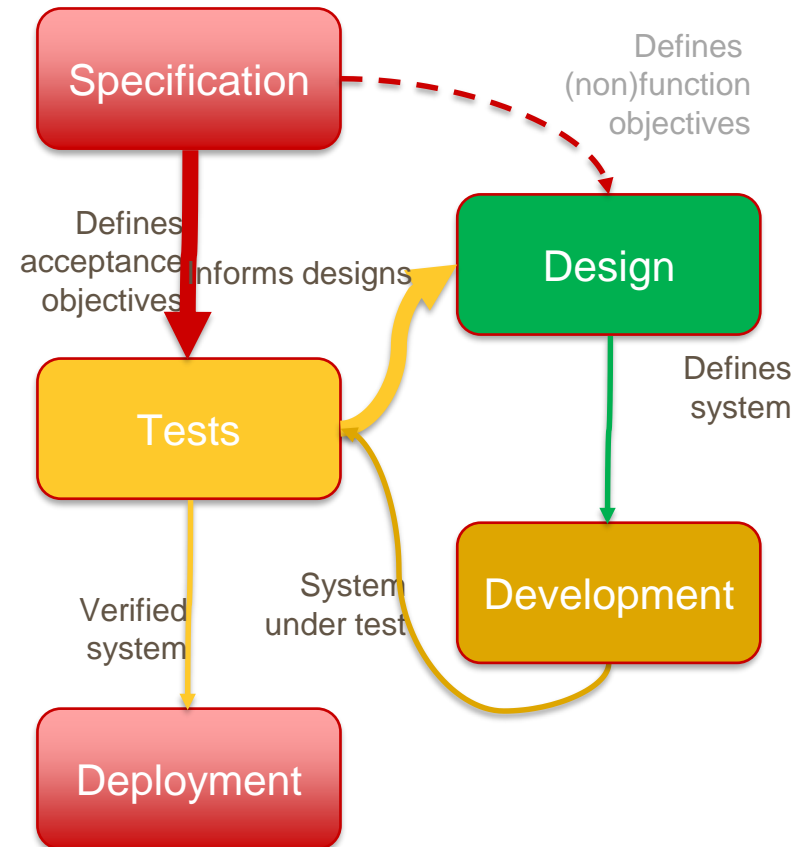 Specification
Defines
(non)function
objectives
Defines
acceptance
objectives
Informs designs
Design
Defines
system
Tests
System
under test
Development
Verified
system
Deployment